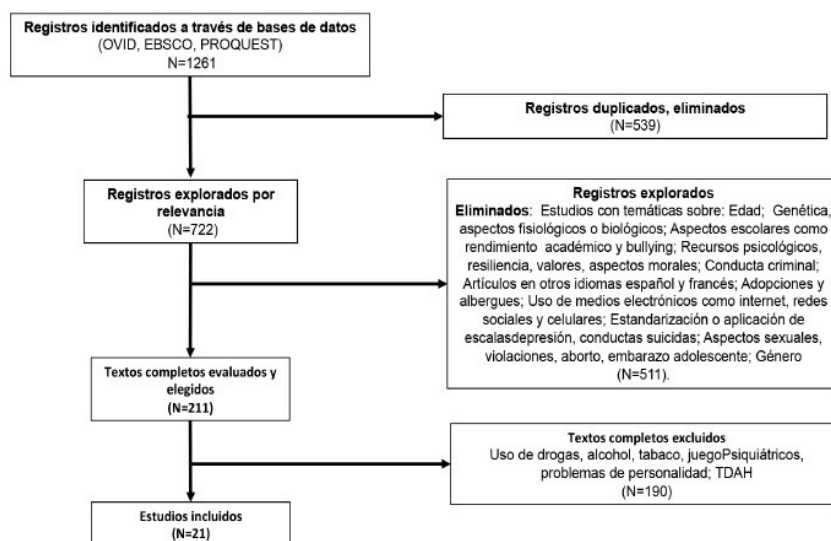 Registros identificados a través de bases de datos
(OVID, EBSCO, PROQUEST)
N=1261
Registros duplicados, eliminados
(N=539)
Registros explorados por
relevancia
(N=722)
Registros explorados
Eliminados: Estudios con temáticas sobre: Edad; Genética,
aspectos fisiológicos o biológicos; Aspectos escolares como
rendimiento académico y bullying; Recursos psicológicos,
resiliencia, valores, aspectos morales; Conducta criminal;
Artículos en otros idiomas español y francés; Adopciones y
albergues; Uso de medios electrónicos como internet, redes
sociales y celulares; Estandarización o aplicación de
escalasdepresión, conductas suicidas; Aspectos sexuales,
violaciones, aborto, embarazo adolescente; Género
(N=511).
Textos completos evaluados y
elegidos
(N=211)
Textos completos excluidos
Uso de drogas, alcohol, tabaco, juegoPsiquiátricos,
problemas de personalidad; TDAH
(N=190)
Estudios incluidos
(N=21)